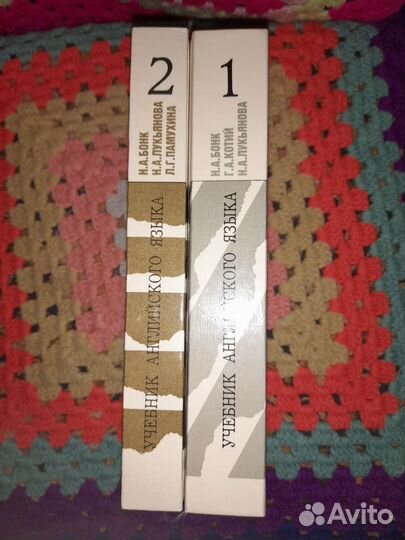 2
Н.А.БОНК
Н.А.ЛУКЬЯНОВА
Л.Г.ПАМУХИНА
УЧЕБНИК АНГЛИЙСКОГО ЯЗЫКА
1
Н.А.БОНК
Г.А.КОТИЙ
Н.А.ЛУКЬЯНОВА
УЧЕБНИК АНГЛИЙСКОГО ЯЗЫКА
Avito